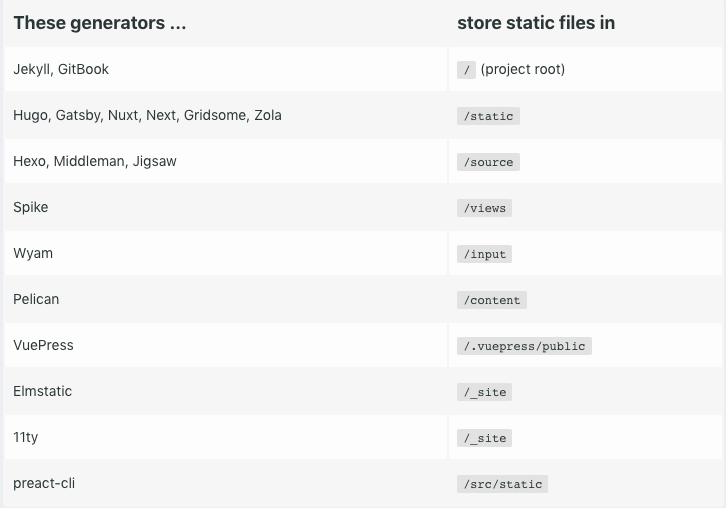 These generators ... store static files in
Jekyll, GitBook / (project root)
Hugo, Gatsby, Nuxt, Next, Gridsome, Zola /static
Hexo, Middleman, Jigsaw /source
Spike /views
Wyam /input
Pelican /content
VuePress /.vuepress/public
Elmstatic /_site
11ty /_site
preact-cli /src/static